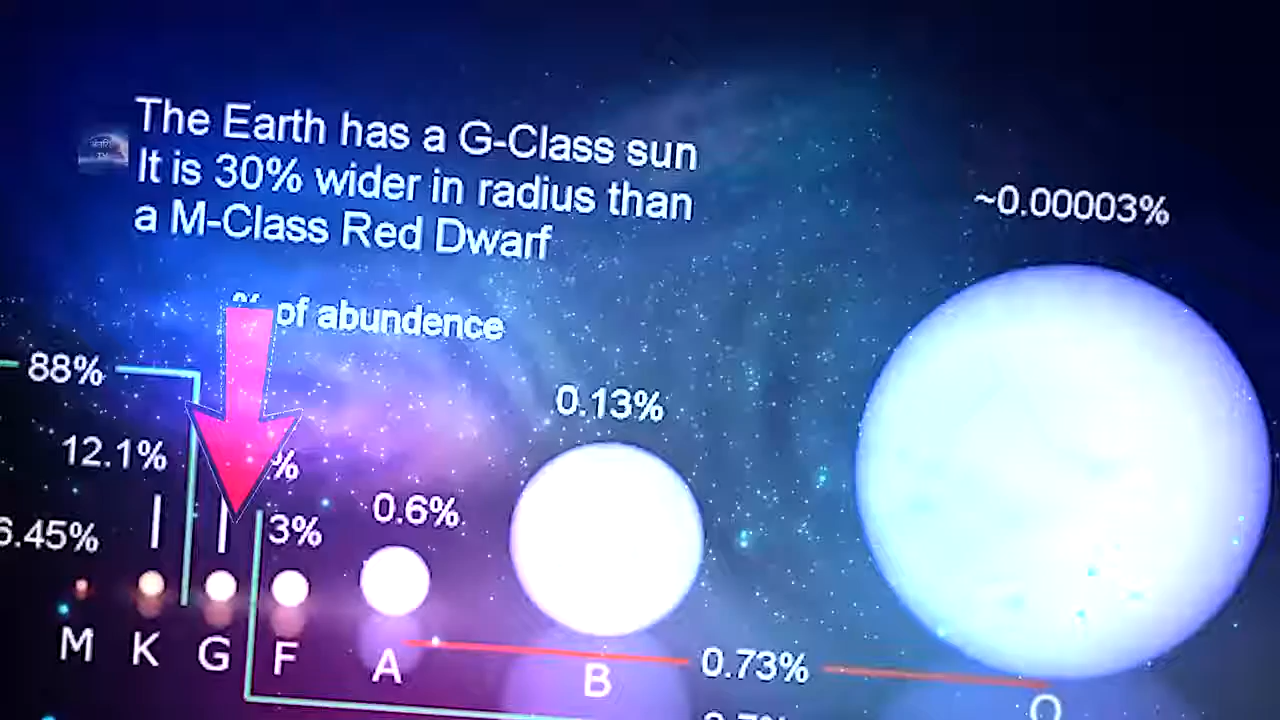 The Earth has a G-Class sun
It is 30% wider in radius than
a M-Class Red Dwarf
~0.00003%
% of abundence
88%
0.13%
12.1%
%
0.6%
6.45%
3%
M K G F A B O
0.73%